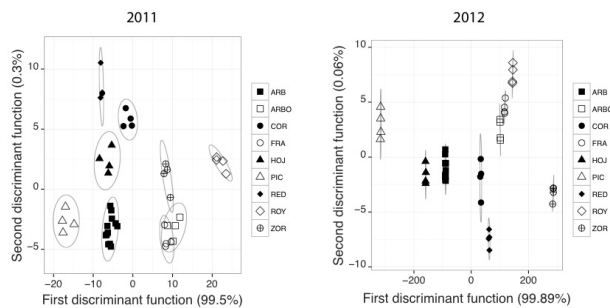 2011
Second discriminant function (0.3%)
10
5
0
−5
−20
−10
0
10
20
First discriminant function (99.5%)
ARB
ARBO
COR
FRA
HOJ
PIC
RED
ROY
ZOR
2012
Second discriminant function (0.06%)
10
5
0
−5
−10
−400
−200
0
200
400
First discriminant function (99.89%)
ARB
ARBO
COR
FRA
HOJ
PIC
RED
ROY
ZOR